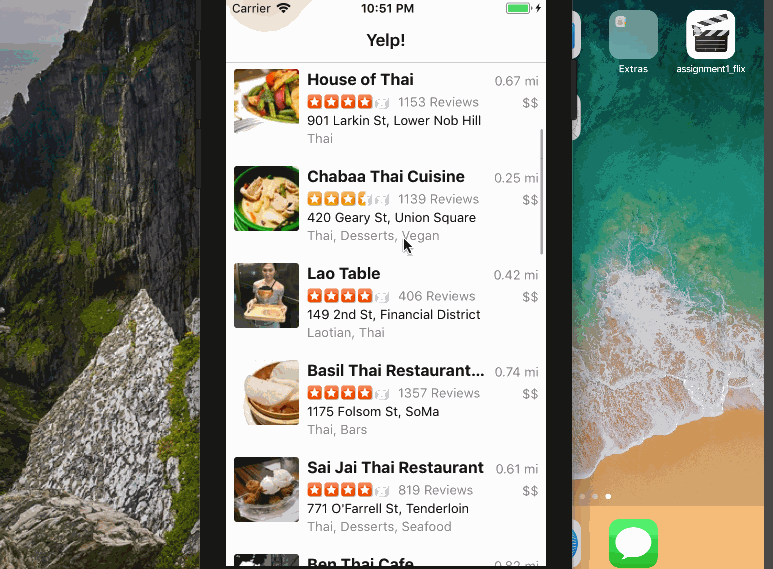 Carrier 10:51 PM
Yelp!
House of Thai 0.67 mi
1153 Reviews $$
901 Larkin St, Lower Nob Hill
Thai
Chabaa Thai Cuisine 0.25 mi
1139 Reviews $$
420 Geary St, Union Square
Thai, Desserts, Vegan
Lao Table 0.42 mi
406 Reviews $$
149 2nd St, Financial District
Laotian, Thai
Basil Thai Restaurant... 0.74 mi
1357 Reviews $$
1175 Folsom St, SoMa
Thai, Bars
Sai Jai Thai Restaurant 0.61 mi
819 Reviews $$
771 O'Farrell St, Tenderloin
Thai, Desserts, Seafood
Ben Thai Cafe 0.82 mi
Extras
assignment1_flix